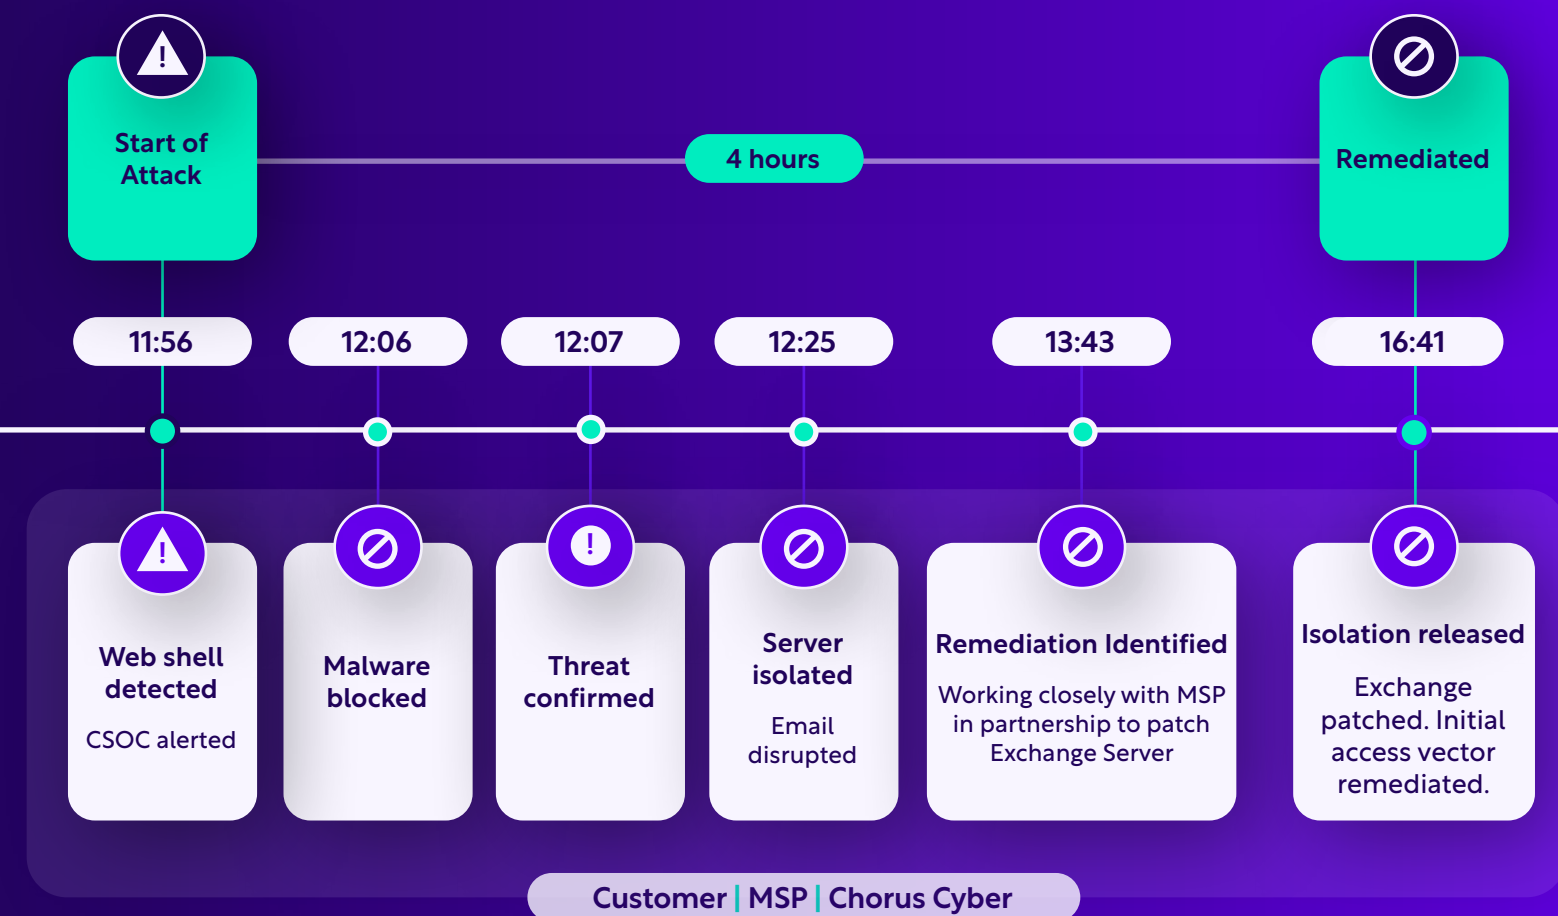 Start of
Attack
4 hours
Remediated
11:56
12:06
12:07
12:25
13:43
16:41
Web shell
detected
CSOC alerted
Malware
blocked
Threat
confirmed
Server
isolated
Email
disrupted
Remediation Identified
Working closely with MSP
in partnership to patch
Exchange Server
Isolation released
Exchange
patched. Initial
access vector
remediated.
Customer | MSP | Chorus Cyber